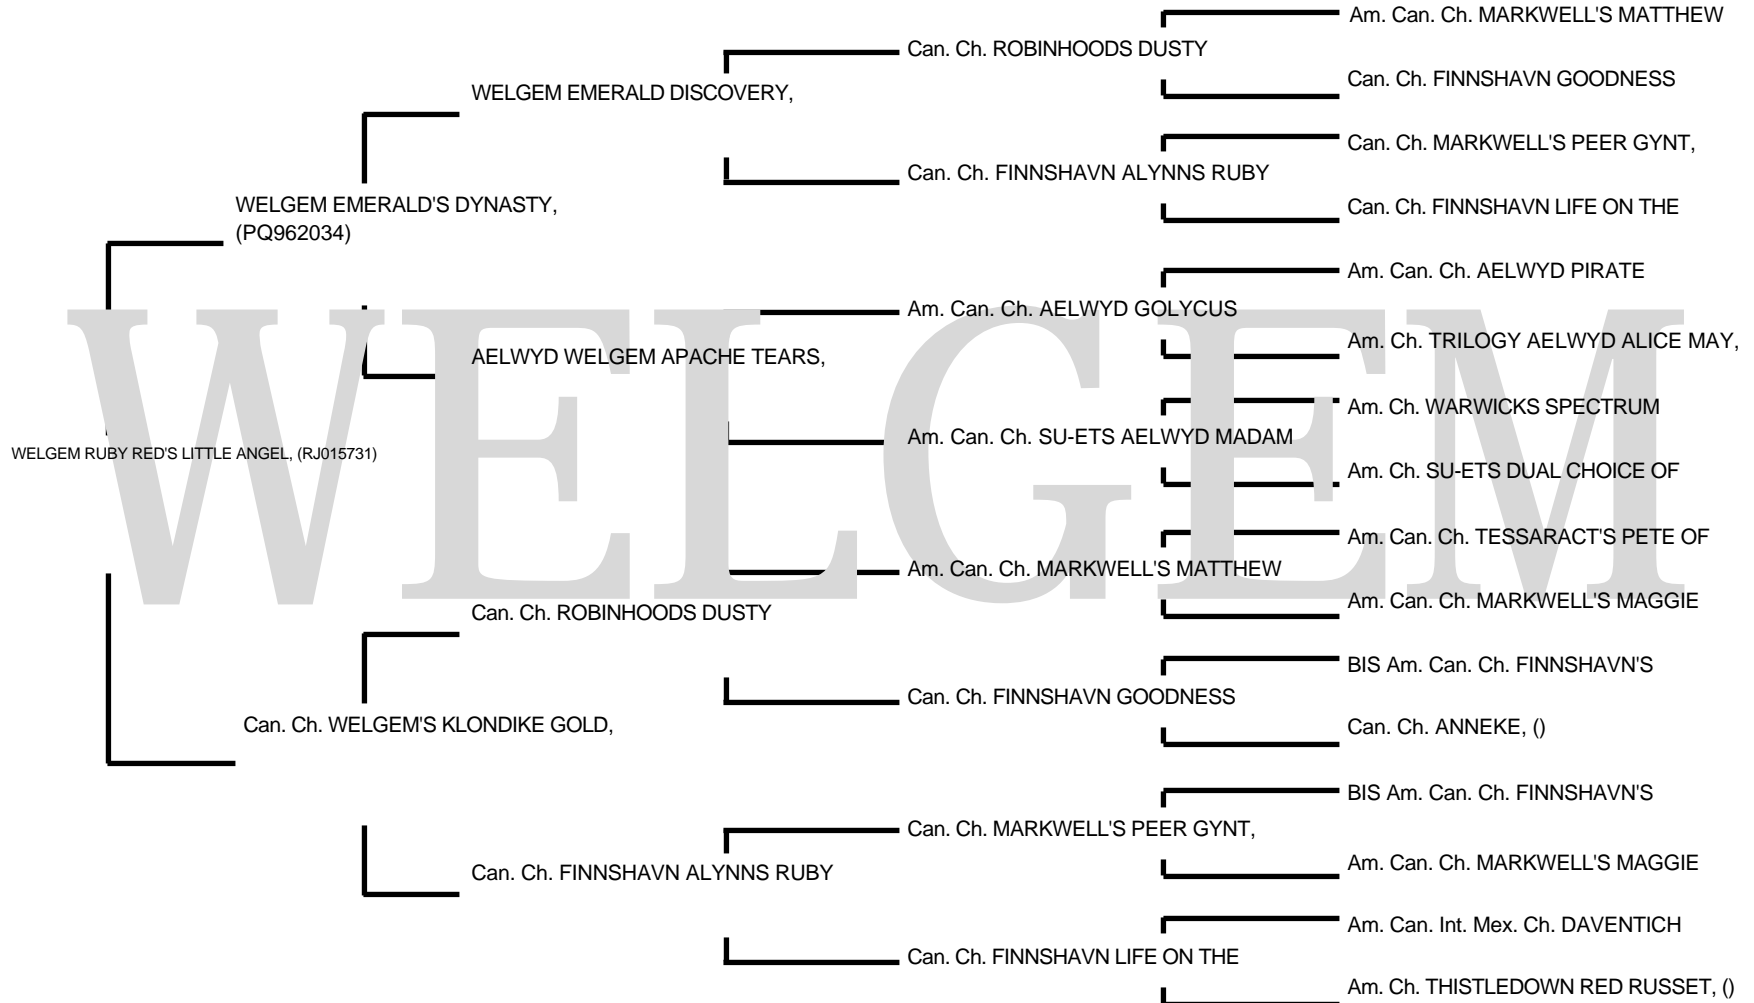 Am. Can. Ch. MARKWELL'S MATTHEW
Can. Ch. ROBINHOODS DUSTY
Can. Ch. FINNSHAVN GOODNESS
WELGEM EMERALD DISCOVERY,
Can. Ch. MARKWELL'S PEER GYNT,
Can. Ch. FINNSHAVN ALYNNS RUBY
Can. Ch. FINNSHAVN LIFE ON THE
WELGEM EMERALD'S DYNASTY,
(PQ962034)
Am. Can. Ch. AELWYD PIRATE
Am. Can. Ch. AELWYD GOLYCUS
Am. Ch. TRILOGY AELWYD ALICE MAY,
AELWYD WELGEM APACHE TEARS,
Am. Ch. WARWICKS SPECTRUM
Am. Can. Ch. SU-ETS AELWYD MADAM
Am. Ch. SU-ETS DUAL CHOICE OF
WELGEM RUBY RED'S LITTLE ANGEL, (RJ015731)
WELGEM
Am. Can. Ch. TESSARACT'S PETE OF
Am. Can. Ch. MARKWELL'S MATTHEW
Am. Can. Ch. MARKWELL'S MAGGIE
Can. Ch. ROBINHOODS DUSTY
BIS Am. Can. Ch. FINNSHAVN'S
Can. Ch. FINNSHAVN GOODNESS
Can. Ch. ANNEKE, ()
Can. Ch. WELGEM'S KLONDIKE GOLD,
BIS Am. Can. Ch. FINNSHAVN'S
Can. Ch. MARKWELL'S PEER GYNT,
Am. Can. Ch. MARKWELL'S MAGGIE
Can. Ch. FINNSHAVN ALYNNS RUBY
Am. Can. Int. Mex. Ch. DAVENTICH
Can. Ch. FINNSHAVN LIFE ON THE
Am. Ch. THISTLEDOWN RED RUSSET, ()